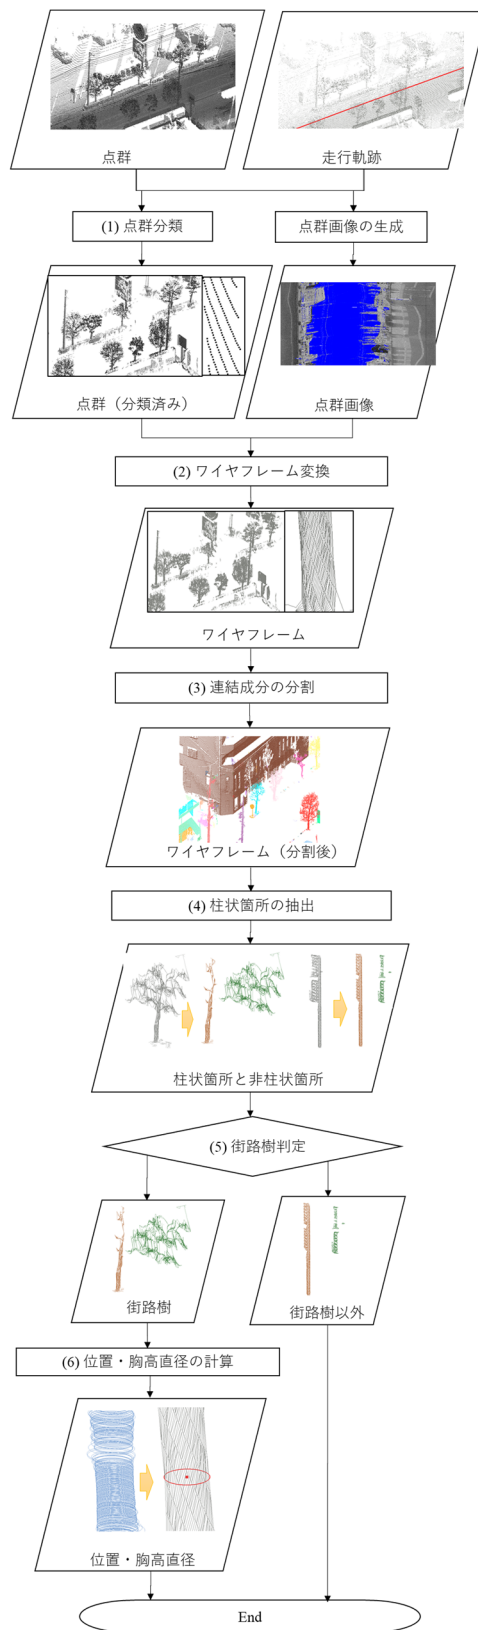 点群
走行軌跡
(1) 点群分類
点群画像の生成
点群（分類済み）
点群画像
(2) ワイヤフレーム変換
ワイヤフレーム
(3) 連結成分の分割
ワイヤフレーム（分割後）
(4) 柱状箇所の抽出
柱状箇所と非柱状箇所
(5) 街路樹判定
街路樹
街路樹以外
(6) 位置・胸高直径の計算
位置・胸高直径
End